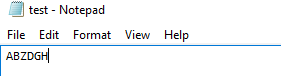 test - Notepad
File Edit Format View Help
ABZDGH